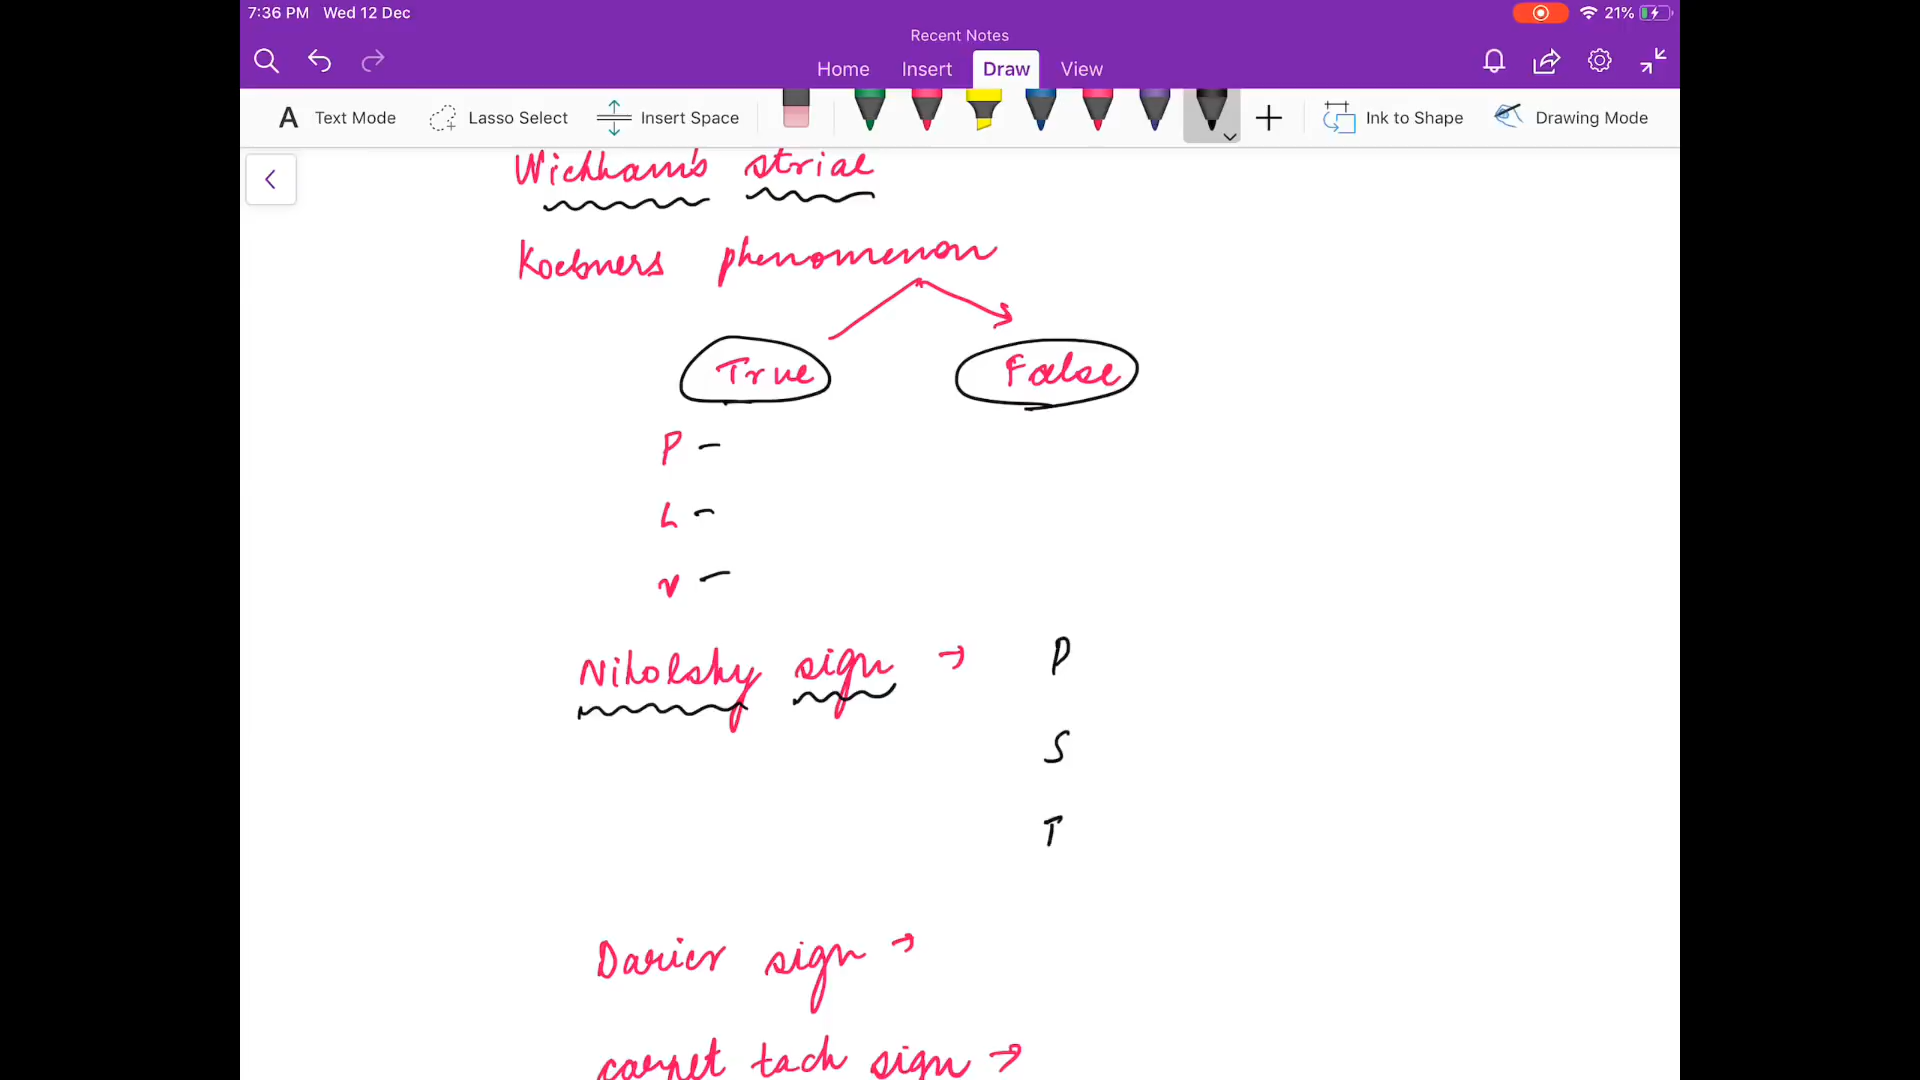 7:36 PM Wed 12 Dec 21%
Recent Notes
Home Insert Draw View
A Text Mode Lasso Select Insert Space Ink to Shape Drawing Mode
Wickham's striae
Koebners phenomenon
True False
P -
L -
V -
Nikolsky sign → P
S
T
Darier sign →
carpet tack sign →